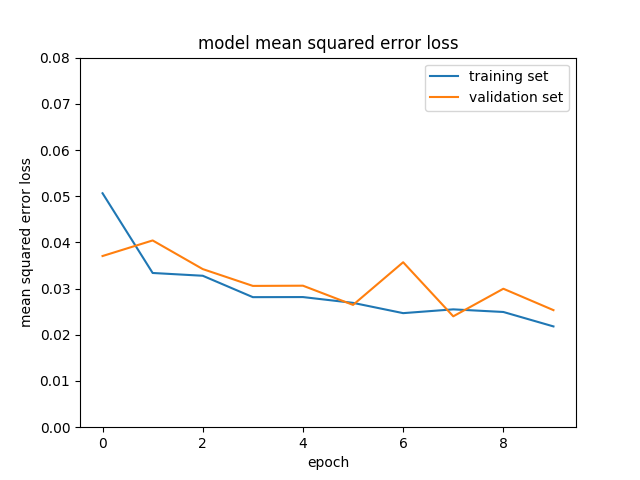 model mean squared error loss
0.08
0.07
0.06
0.05
0.04
0.03
0.02
0.01
0.00
mean squared error loss
training set
validation set
0 2 4 6 8
epoch